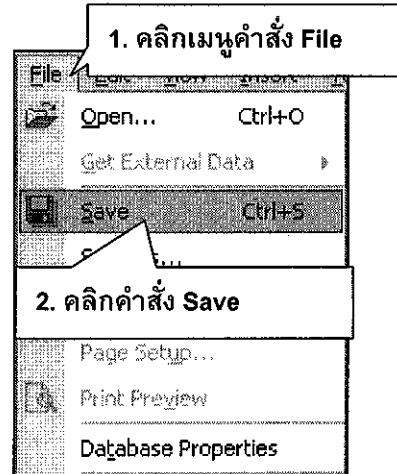 1. คลิกเมนูคำสั่ง File
File
Open... Ctrl+O
Get External Data
Save Ctrl+S
2. คลิกคำสั่ง Save
Page Setup...
Print Preview
Database Properties